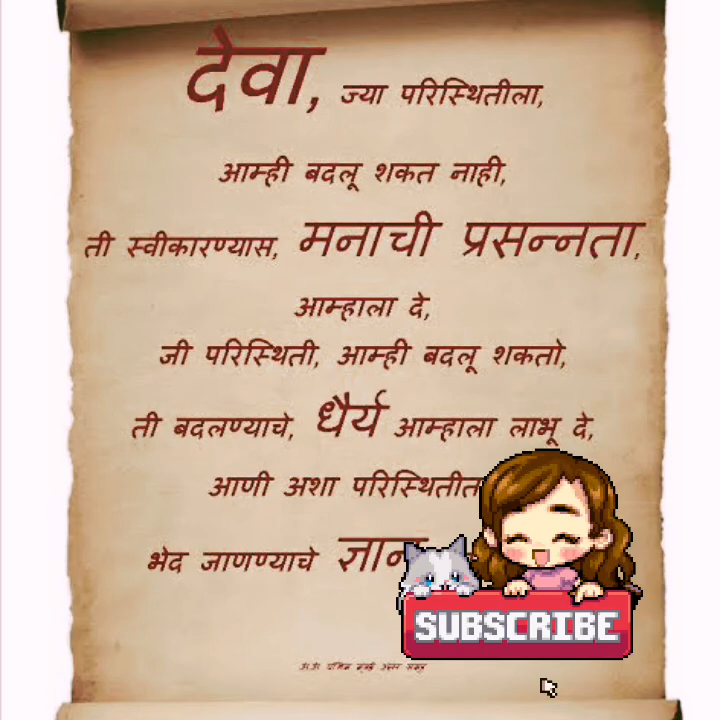 देवा, ज्या परिस्थितीला,
आम्ही बदलू शकत नाही,
ती स्वीकारण्यास, मनाची प्रसन्नता,
आम्हाला दे,
जी परिस्थिती, आम्ही बदलू शकतो,
ती बदलण्याचे, धैर्य आम्हाला लाभू दे,
आणी अशा परिस्थितीत
भेद जाणण्याचे
SUBSCRIBE